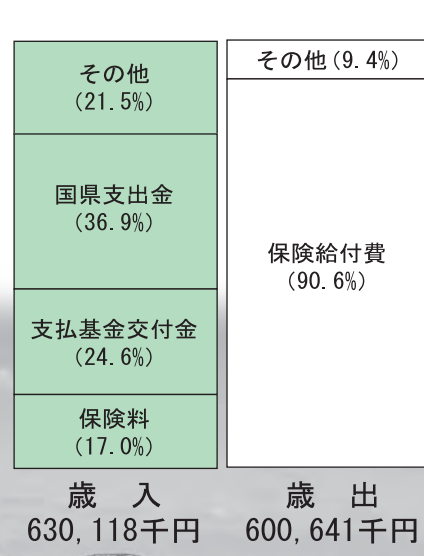 その他
(21.5%)
国県支出金
(36.9%)
支払基金交付金
(24.6%)
保険料
(17.0%)
歳 入
630,118千円
その他(9.4%)
保険給付費
(90.6%)
歳 出
600,641千円